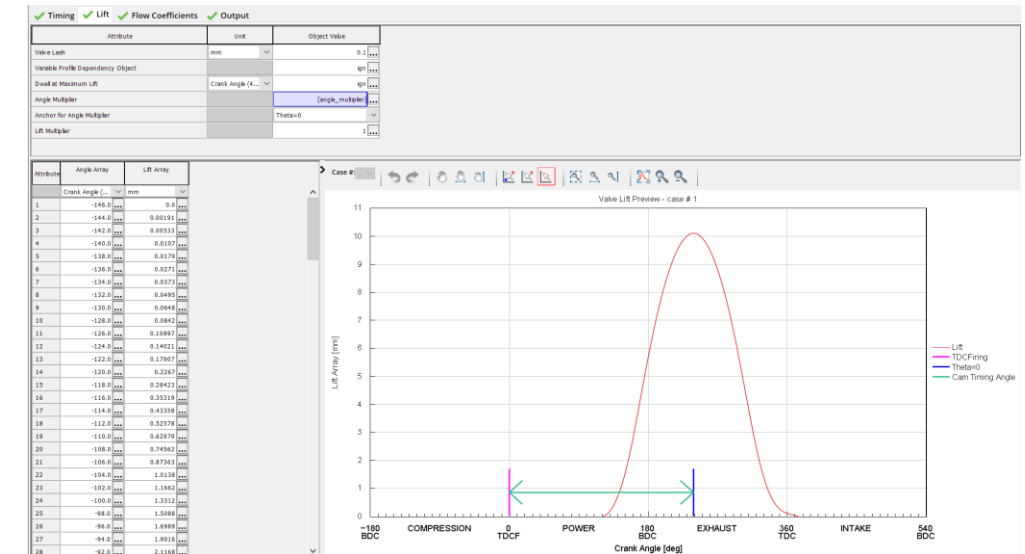 Timing Lift Flow Coefficients Output
Attribute Unit Object Value
Valve Lash mm 0.1 ...
Variable Profile Dependency Object ign ...
Dwell at Maximum Lift Crank Angle (4... ign ...
Angle Multiplier [angle_multiplier] ...
Anchor for Angle Multiplier Theta=0
Lift Multiplier 1 ...
Attribute Angle Array Lift Array
Crank Angle (... mm
1 -146.0 ... 0.0 ...
2 -144.0 ... 0.00191 ...
3 -142.0 ... 0.00533 ...
4 -140.0 ... 0.0107 ...
5 -138.0 ... 0.0179 ...
6 -136.0 ... 0.0271 ...
7 -134.0 ... 0.0373 ...
8 -132.0 ... 0.0495 ...
9 -130.0 ... 0.0648 ...
10 -128.0 ... 0.0842 ...
11 -126.0 ... 0.10897 ...
12 -124.0 ... 0.14021 ...
13 -122.0 ... 0.17907 ...
14 -120.0 ... 0.2267 ...
15 -118.0 ... 0.28423 ...
16 -116.0 ... 0.35319 ...
17 -114.0 ... 0.43358 ...
18 -112.0 ... 0.52578 ...
19 -110.0 ... 0.62979 ...
20 -108.0 ... 0.74562 ...
21 -106.0 ... 0.87363 ...
22 -104.0 ... 1.0138 ...
23 -102.0 ... 1.1662 ...
24 -100.0 ... 1.3312 ...
25 -98.0 ... 1.5088 ...
26 -96.0 ... 1.6989 ...
27 -94.0 ... 1.9016 ...
28 -92.0 ... 2.1168 ...
Case #:
Valve Lift Preview - case # 1
Lift Array [mm]
11
10
9
8
7
6
5
4
3
2
1
0
-180 0 180 360 540
BDC COMPRESSION TDCF POWER BDC EXHAUST TDC INTAKE BDC
Crank Angle [deg]
Lift
TDCFiring
Theta=0
Cam Timing Angle